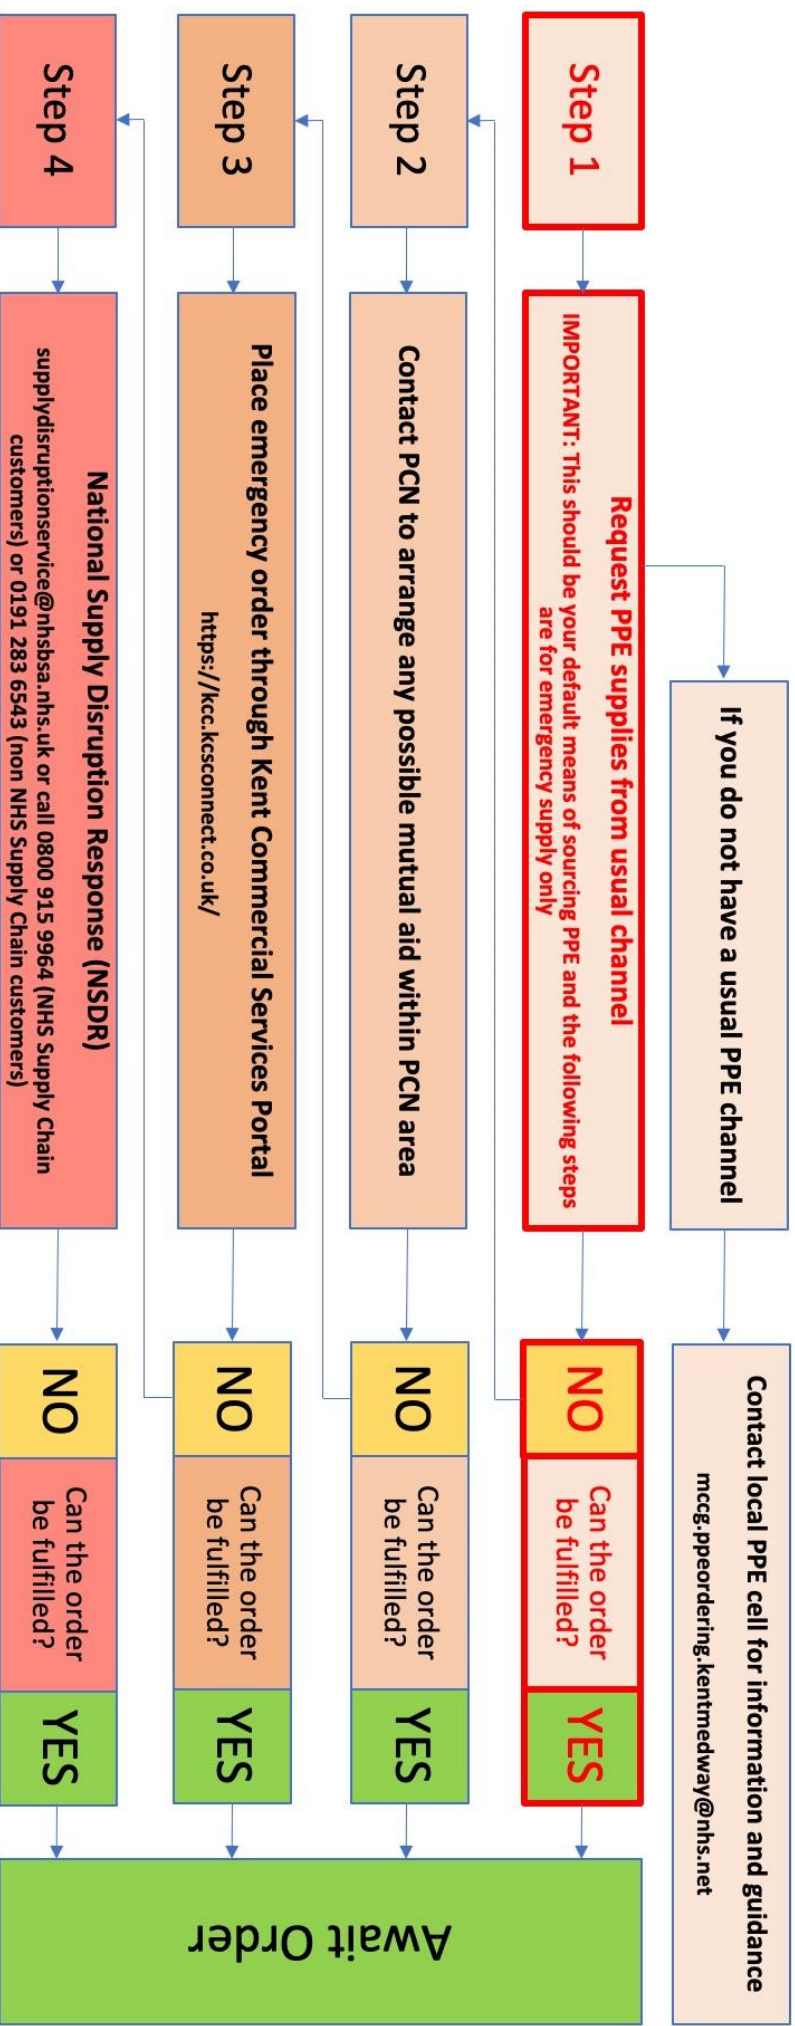 If you do not have a usual PPE channel
Contact local PPE cell for information and guidance
mccg.ppeordering.kentmedway@nhs.net
Step 1
Request PPE supplies from usual channel
IMPORTANT: This should be your default means of sourcing PPE and the following steps
are for emergency supply only
NO
Can the order
be fulfilled?
YES
Step 2
Contact PCN to arrange any possible mutual aid within PCN area
NO
Can the order
be fulfilled?
YES
Step 3
Place emergency order through Kent Commercial Services Portal
https://kcc.kcsconnect.co.uk/
NO
Can the order
be fulfilled?
YES
Step 4
National Supply Disruption Response (NSDR)
supplydisruptionservice@nhsbsa.nhs.uk or call 0800 915 9964 (NHS Supply Chain
customers) or 0191 283 6543 (non NHS Supply Chain customers)
NO
Can the order
be fulfilled?
YES
Await Order